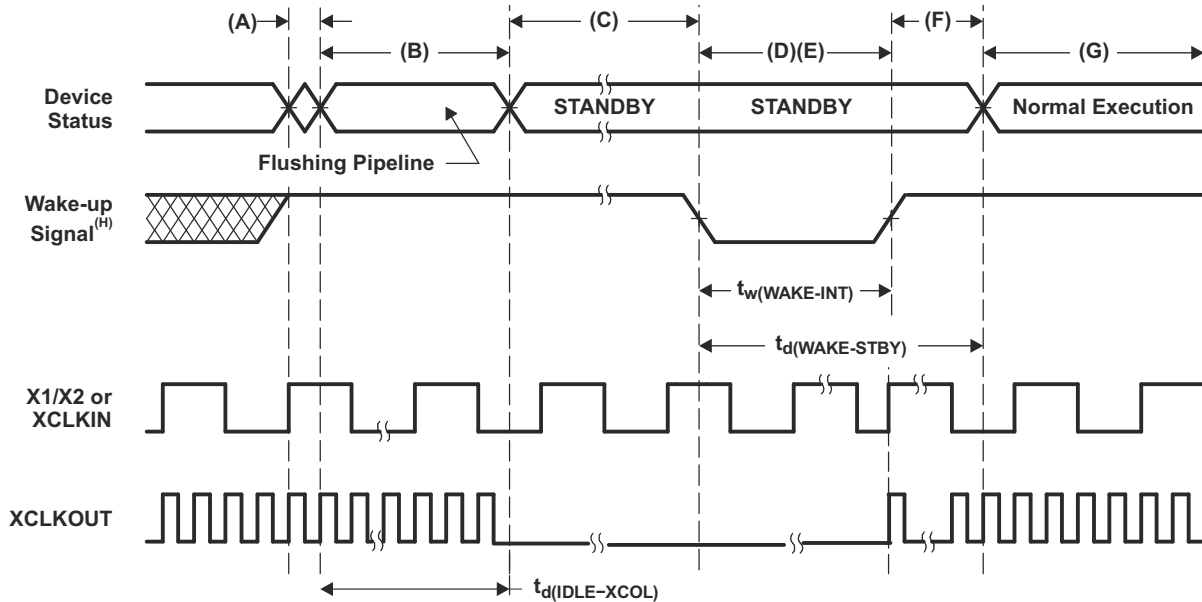 (A)
(C)
(F)
(B)
(D)(E)
(G)
Device
Status
STANDBY
STANDBY
Normal Execution
Flushing Pipeline
Wake-up
Signal(H)
tw(WAKE-INT)
td(WAKE-STBY)
X1/X2 or
XCLKIN
XCLKOUT
td(IDLE−XCOL)